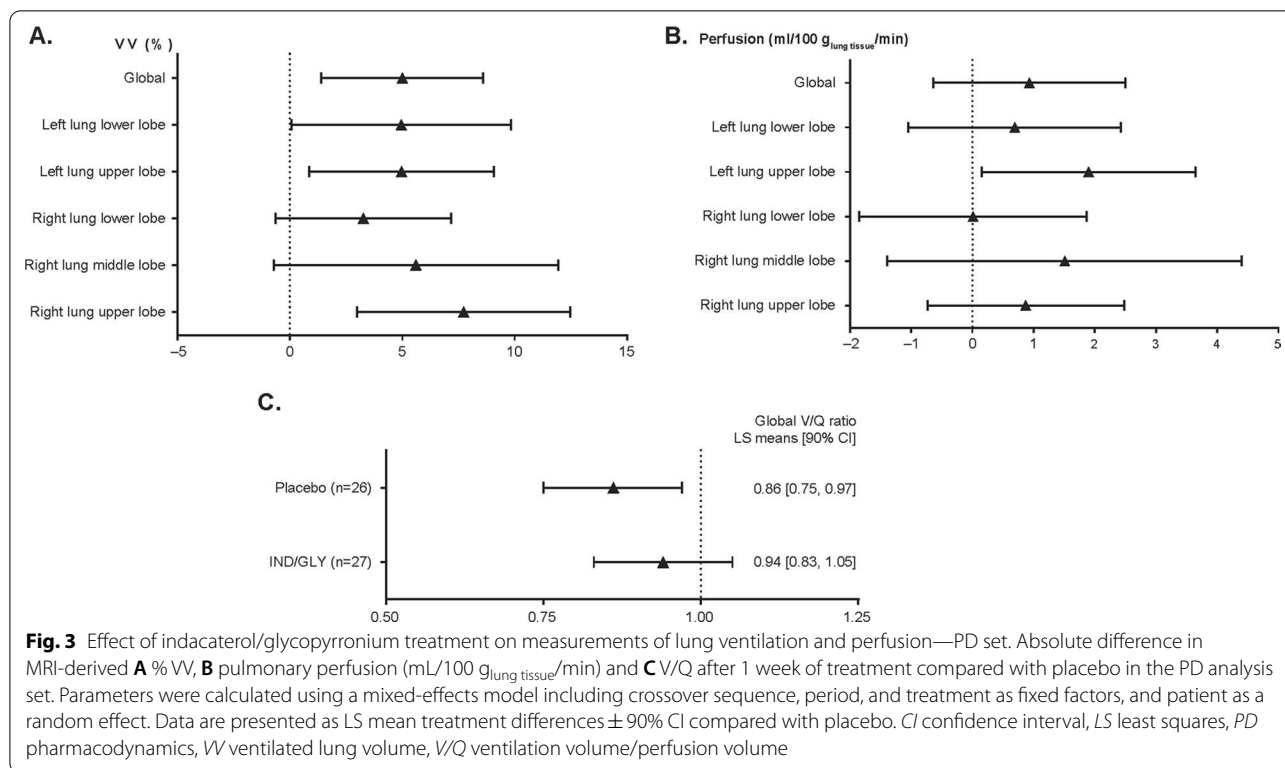 A.
VV (%)
Global
Left lung lower lobe
Left lung upper lobe
Right lung lower lobe
Right lung middle lobe
Right lung upper lobe
–5 0 5 10 15
B. Perfusion (ml/100 g lung tissue/min)
Global
Left lung lower lobe
Left lung upper lobe
Right lung lower lobe
Right lung middle lobe
Right lung upper lobe
–2 –1 0 1 2 3 4 5
C.
Global V/Q ratio
LS means [90% CI]
Placebo (n=26) 0.86 [0.75, 0.97]
IND/GLY (n=27) 0.94 [0.83, 1.05]
0.50 0.75 1.00 1.25
Fig. 3 Effect of indacaterol/glycopyrronium treatment on measurements of lung ventilation and perfusion—PD set. Absolute difference in
MRI-derived A % VV, B pulmonary perfusion (mL/100 g lung tissue/min) and C V/Q after 1 week of treatment compared with placebo in the PD analysis
set. Parameters were calculated using a mixed-effects model including crossover sequence, period, and treatment as fixed factors, and patient as a
random effect. Data are presented as LS mean treatment differences ± 90% CI compared with placebo. CI confidence interval, LS least squares, PD
pharmacodynamics, VV ventilated lung volume, V/Q ventilation volume/perfusion volume